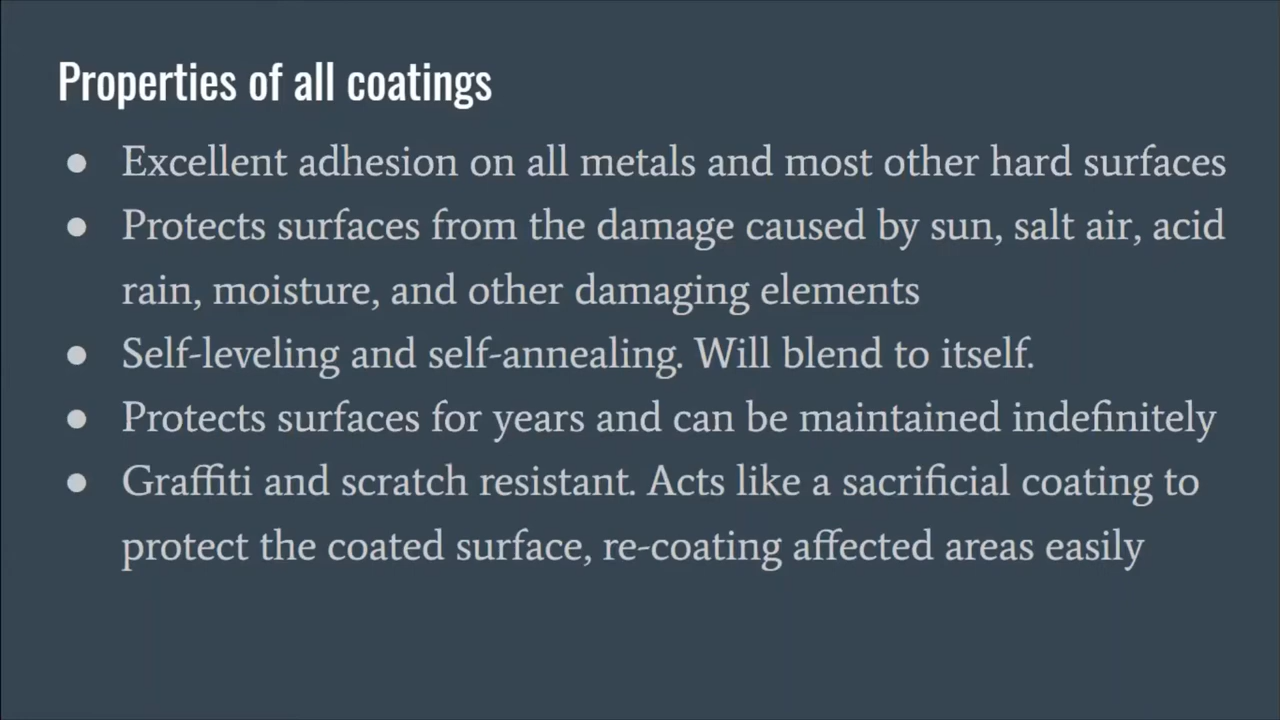 Properties of all coatings
● Excellent adhesion on all metals and most other hard surfaces
● Protects surfaces from the damage caused by sun, salt air, acid
rain, moisture, and other damaging elements
● Self-leveling and self-annealing. Will blend to itself.
● Protects surfaces for years and can be maintained indefinitely
● Graffiti and scratch resistant. Acts like a sacrificial coating to
protect the coated surface, re-coating affected areas easily